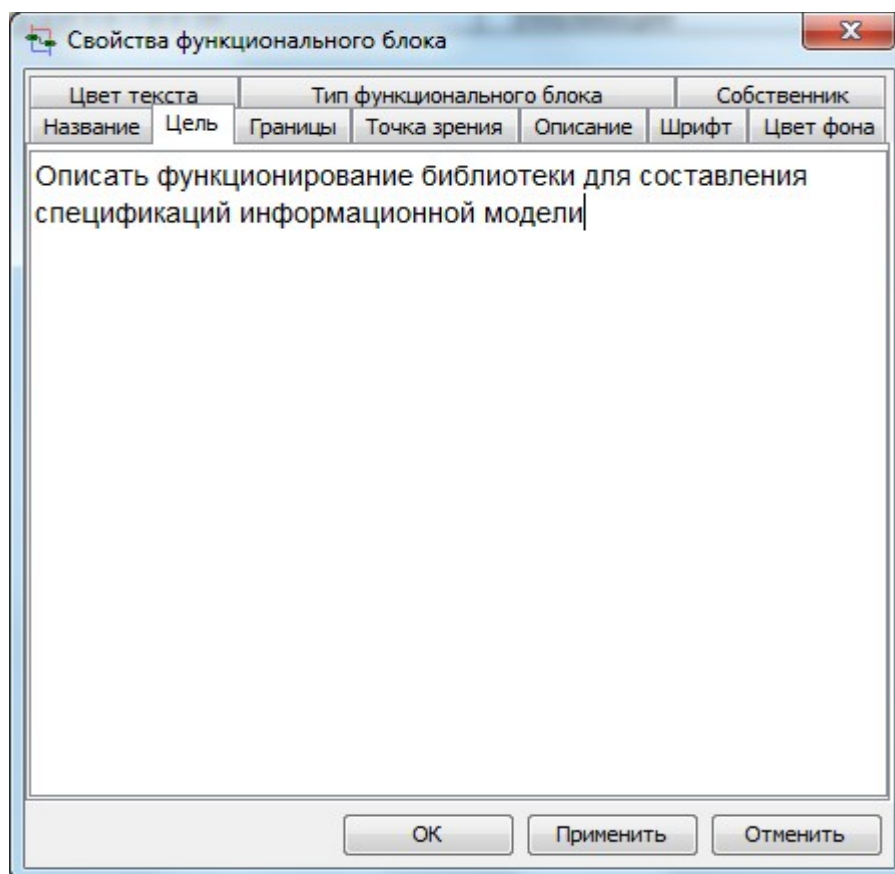 Свойства функционального блока
Цвет текста Тип функционального блока Собственник
Название Цель Границы Точка зрения Описание Шрифт Цвет фона
Описать функционирование библиотеки для составления
спецификаций информационной модели
ОК Применить Отменить